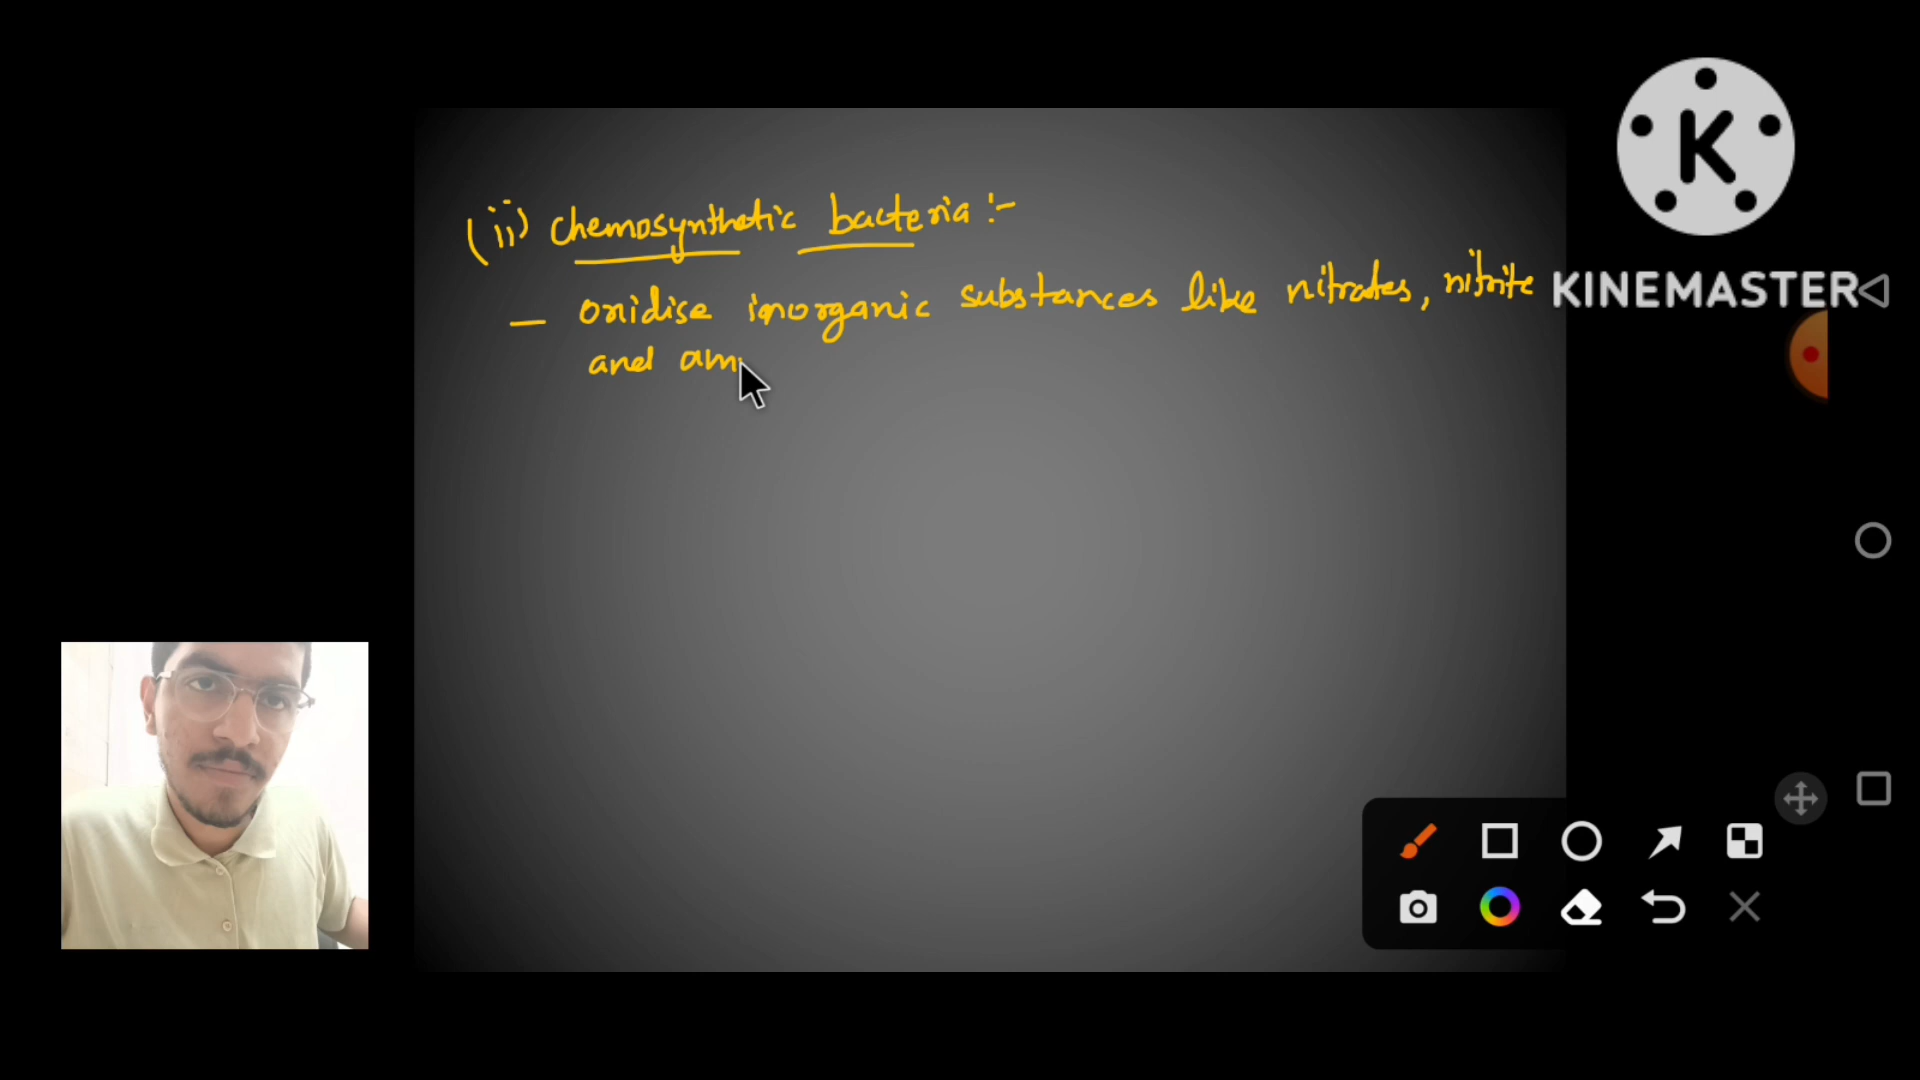 (ii) Chemosynthetic bacteria :-
— oxidise inorganic substances like nitrates, nitrite
and am
K
KINEMASTER